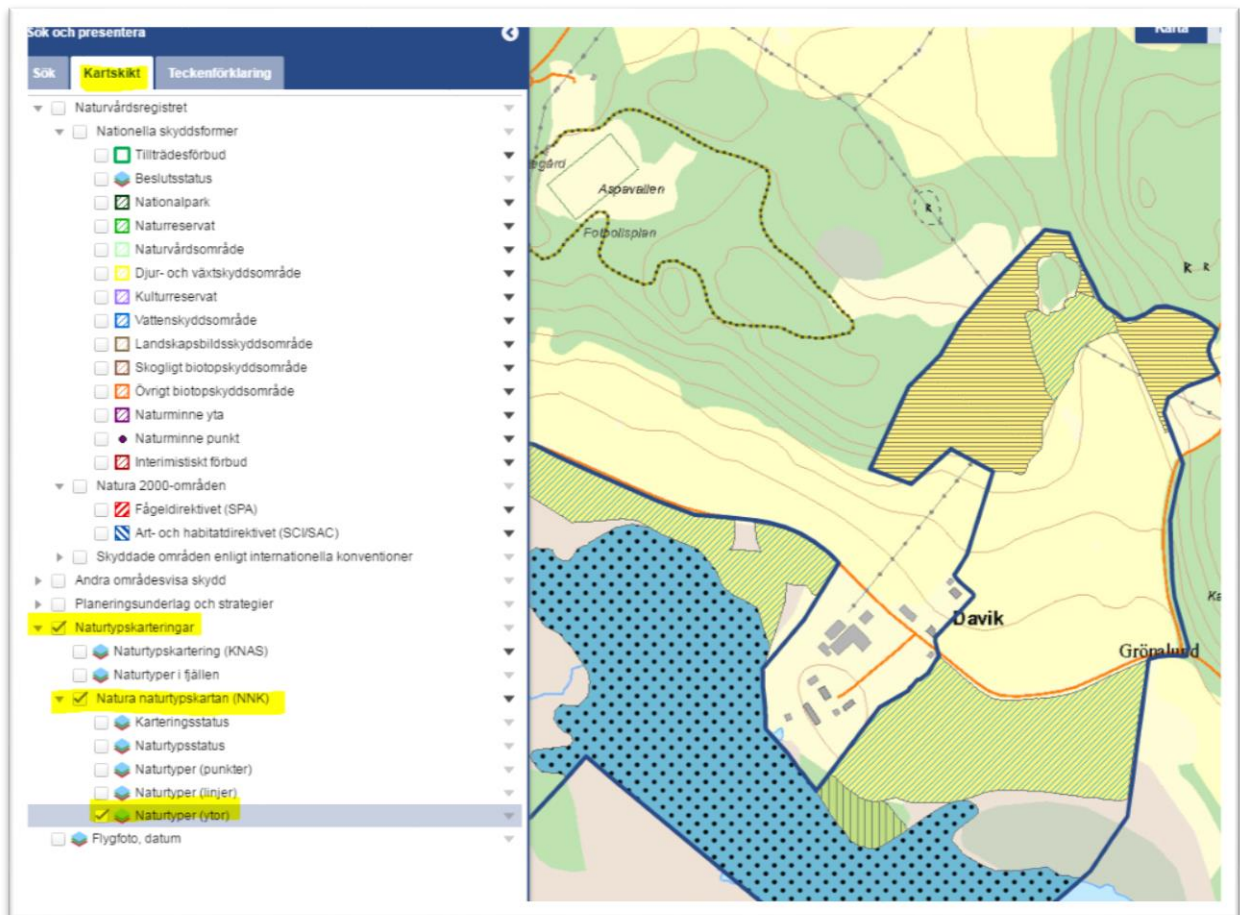 Sök och presentera
Sök
Kartskikt
Teckenförklaring
Naturvårdsregistret
Nationella skyddsformer
Tillträdesförbud
Beslutsstatus
Nationalpark
Naturreservat
Naturvårdsområde
Djur- och växtskyddsområde
Kulturreservat
Vattenskyddsområde
Landskapsbildsskyddsområde
Skogligt biotopskyddsområde
Övrigt biotopskyddsområde
Naturminne yta
Naturminne punkt
Interimistiskt förbud
Natura 2000-områden
Fågeldirektivet (SPA)
Art- och habitatdirektivet (SCI/SAC)
Skyddade områden enligt internationella konventioner
Andra områdesvisa skydd
Planeringsunderlag och strategier
Naturtypskarteringar
Naturtypskartering (KNAS)
Naturtyper i fjällen
Natura naturtypskartan (NNK)
Karteringsstatus
Naturtypsstatus
Naturtyper (punkter)
Naturtyper (linjer)
Naturtyper (ytor)
Flygfoto, datum
Karta
Aspavallen
Fotbollsplan
R
R R
Davik
Grönalund